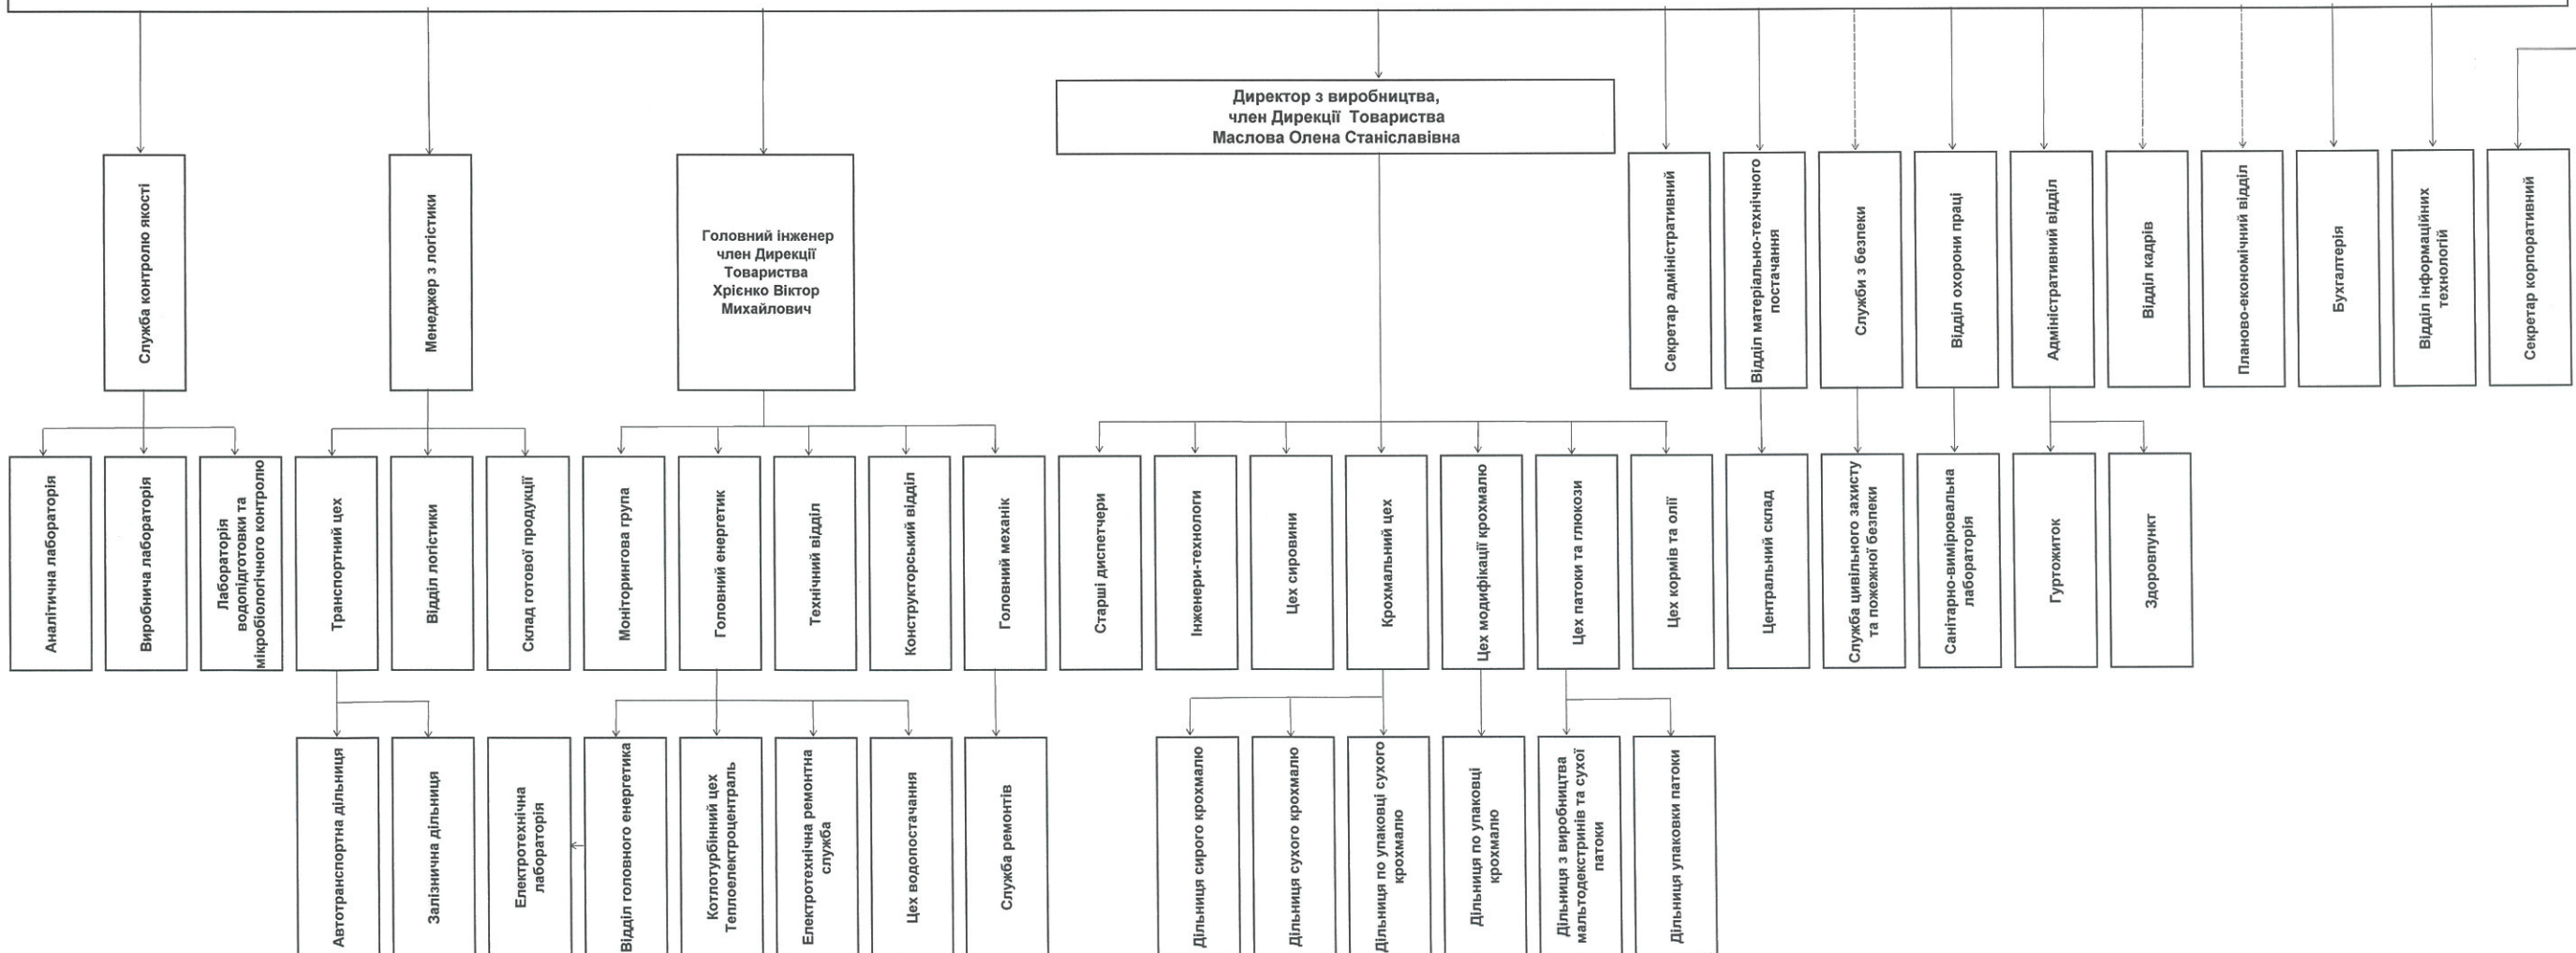 Директор з виробництва,
член Дирекції Товариства
Маслова Олена Станіславівна
Служба контролю якості
Менеджер з логістики
Головний інженер
член Дирекції
Товариства
Хрієнко Віктор
Михайлович
Секретар адміністративний
Відділ матеріально-технічного
постачання
Служби з безпеки
Відділ охорони праці
Адміністративний відділ
Відділ кадрів
Планово-економічний відділ
Бухгалтерія
Відділ інформаційних
технологій
Секретар корпоративний
Аналітична лабораторія
Виробнича лабораторія
Лабораторія
водопідготовки та
мікробіологічного контролю
Транспортний цех
Відділ логістики
Склад готової продукції
Моніторингова група
Головний енергетик
Технічний відділ
Конструкторський відділ
Головний механік
Старші диспетчери
Інженери-технологи
Цех сировини
Крохмальний цех
Цех модифікації крохмалю
Цех патоки та глюкози
Цех кормів та олії
Центральний склад
Служба цивільного захисту
та пожежної безпеки
Санітарно-вимірювальна
лабораторія
Гуртожиток
Здоровпункт
Автотранспортна дільниця
Залізнична дільниця
Електротехнічна
лабораторія
Відділ головного енергетика
Котлотурбінний цех
Теплоелектроцентраль
Електротехнічна ремонтна
служба
Цех водопостачання
Служба ремонтів
Дільниця сирого крохмалю
Дільниця сухого крохмалю
Дільниця по упаковці сухого
крохмалю
Дільниця по упаковці
крохмалю
Дільниця з виробництва
мальтодекстринів та сухої
патоки
Дільниця упаковки патоки